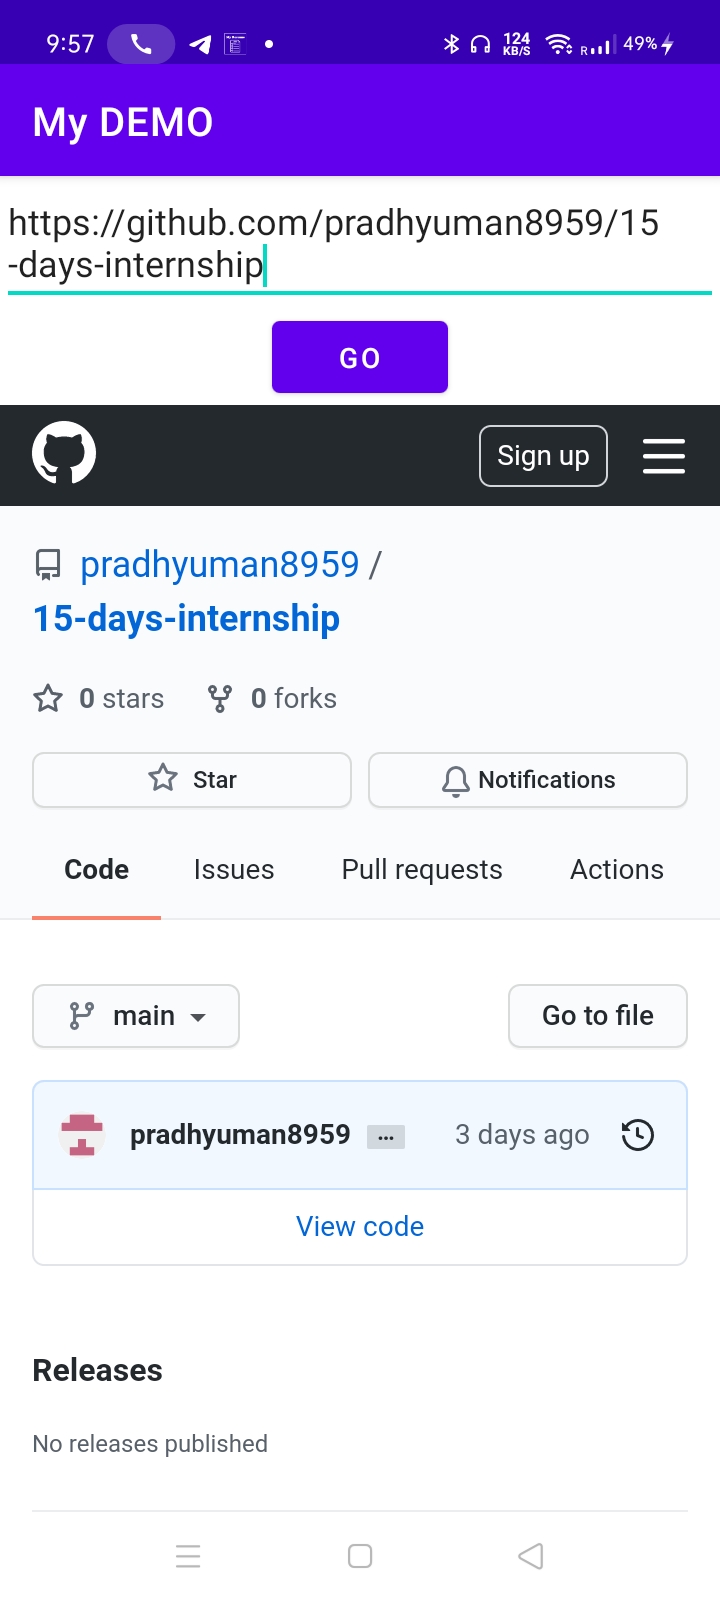 9:57
124
KB/S
R
49%
My DEMO
https://github.com/pradhyuman8959/15
-days-internship
GO
Sign up
pradhyuman8959 /
15-days-internship
0 stars 0 forks
Star Notifications
Code Issues Pull requests Actions
main Go to file
pradhyuman8959 ... 3 days ago
View code
Releases
No releases published